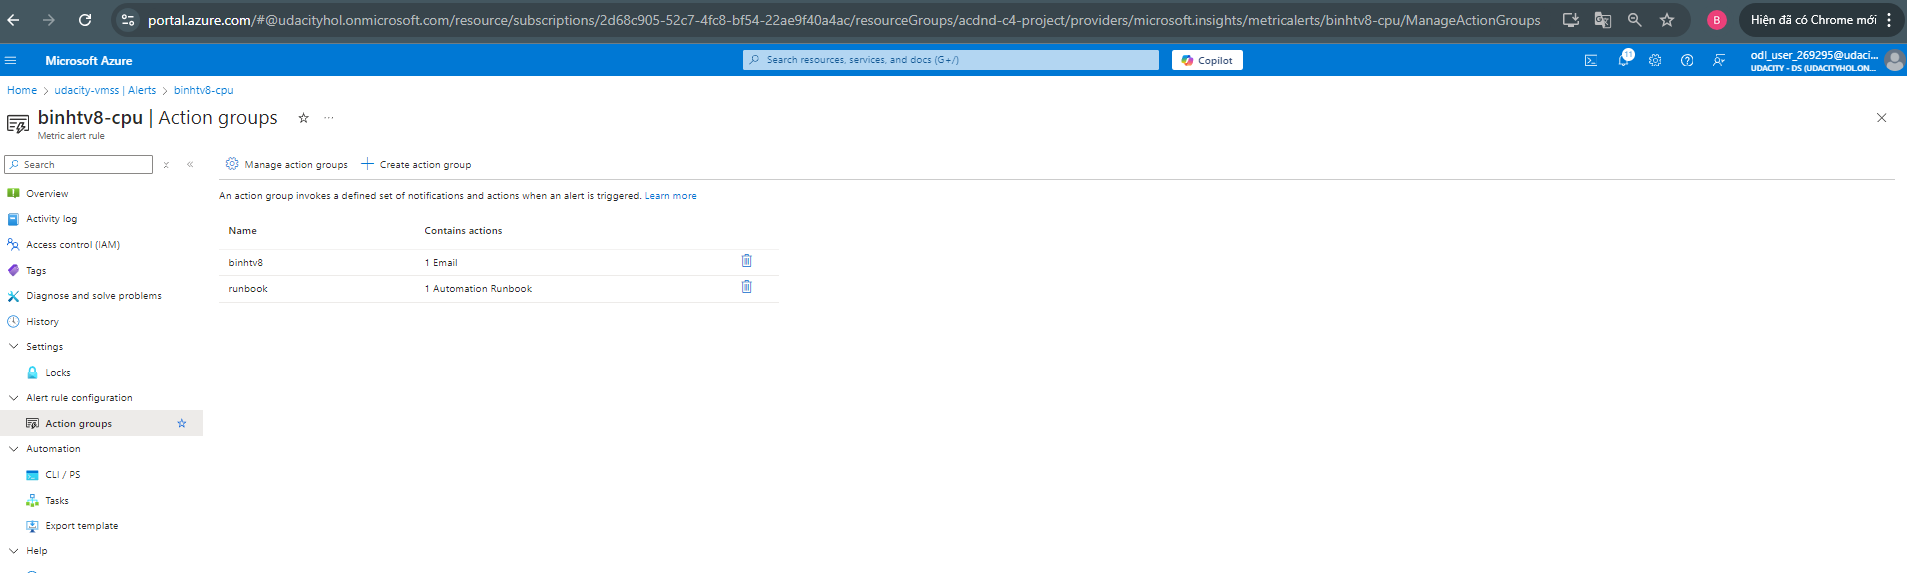 portal.azure.com/#@udacityhol.onmicrosoft.com/resource/subscriptions/2d68c905-52c7-4fc8-bf54-22ae9f40a4ac/resourceGroups/acdnd-c4-project/providers/microsoft.insights/metricalerts/binhtv8-cpu/ManageActionGroups
B
Hiện đã có Chrome mới
Microsoft Azure
Search resources, services, and docs (G+/)
Copilot
11
odl_user_269295@udaci...
UDACITY - DS (UDACITYHOL.ON...
Home > udacity-vmss | Alerts > binhtv8-cpu
binhtv8-cpu | Action groups
Metric alert rule
Search
Manage action groups
Create action group
An action group invokes a defined set of notifications and actions when an alert is triggered. Learn more
Name Contains actions
binhtv8 1 Email
runbook 1 Automation Runbook
Overview
Activity log
Access control (IAM)
Tags
Diagnose and solve problems
History
Settings
Locks
Alert rule configuration
Action groups
Automation
CLI / PS
Tasks
Export template
Help